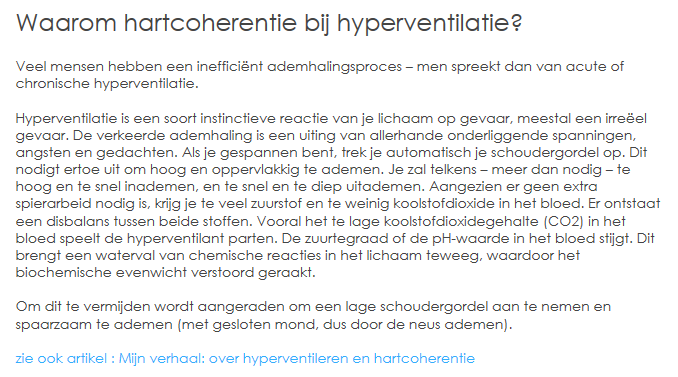 Waarom hartcoherentie bij hyperventilatie?
Veel mensen hebben een inefficiënt ademhalingsproces – men spreekt dan van acute of
chronische hyperventilatie.
Hyperventilatie is een soort instinctieve reactie van je lichaam op gevaar, meestal een irreëel
gevaar. De verkeerde ademhaling is een uiting van allerhande onderliggende spanningen,
angsten en gedachten. Als je gespannen bent, trek je automatisch je schoudergordel op. Dit
nodigt ertoe uit om hoog en oppervlakkig te ademen. Je zal telkens – meer dan nodig – te
hoog en te snel inademen, en te snel en te diep uitademen. Aangezien er geen extra
spierarbeid nodig is, krijg je te veel zuurstof en te weinig koolstofdioxide in het bloed. Er ontstaat
een disbalans tussen beide stoffen. Vooral het te lage koolstofdioxidegehalte (CO2) in het
bloed speelt de hyperventilant parten. De zuurtegraad of de pH-waarde in het bloed stijgt. Dit
brengt een waterval van chemische reacties in het lichaam teweeg, waardoor het
biochemische evenwicht verstoord geraakt.
Om dit te vermijden wordt aangeraden om een lage schoudergordel aan te nemen en
spaarzaam te ademen (met gesloten mond, dus door de neus ademen).
zie ook artikel : Mijn verhaal: over hyperventileren en hartcoherentie